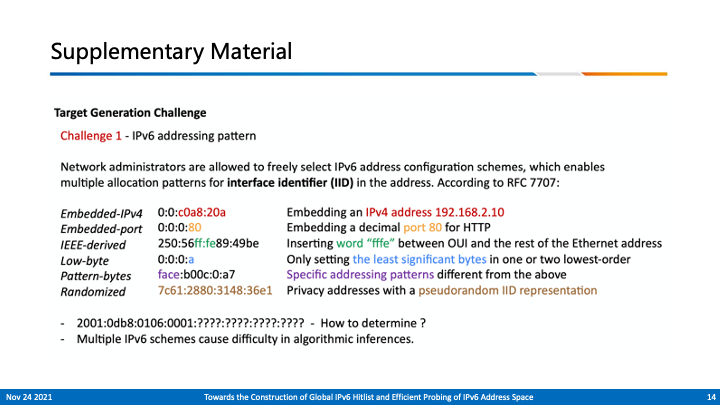 Supplementary Material
Target Generation Challenge
Challenge 1 - IPv6 addressing pattern
Network administrators are allowed to freely select IPv6 address configuration schemes, which enables
multiple allocation patterns for interface identifier (IID) in the address. According to RFC 7707:
Embedded-IPv4 0:0:c0a8:20a Embedding an IPv4 address 192.168.2.10
Embedded-port 0:0:0:80 Embedding a decimal port 80 for HTTP
IEEE-derived 250:56ff:fe89:49be Inserting word “fffe” between OUI and the rest of the Ethernet address
Low-byte 0:0:0:a Only setting the least significant bytes in one or two lowest-order
Pattern-bytes face:b00c:0:a7 Specific addressing patterns different from the above
Randomized 7c61:2880:3148:36e1 Privacy addresses with a pseudorandom IID representation
- 2001:0db8:0106:0001:????:????:????:???? - How to determine ?
- Multiple IPv6 schemes cause difficulty in algorithmic inferences.
Nov 24 2021 Towards the Construction of Global IPv6 Hitlist and Efficient Probing of IPv6 Address Space 14